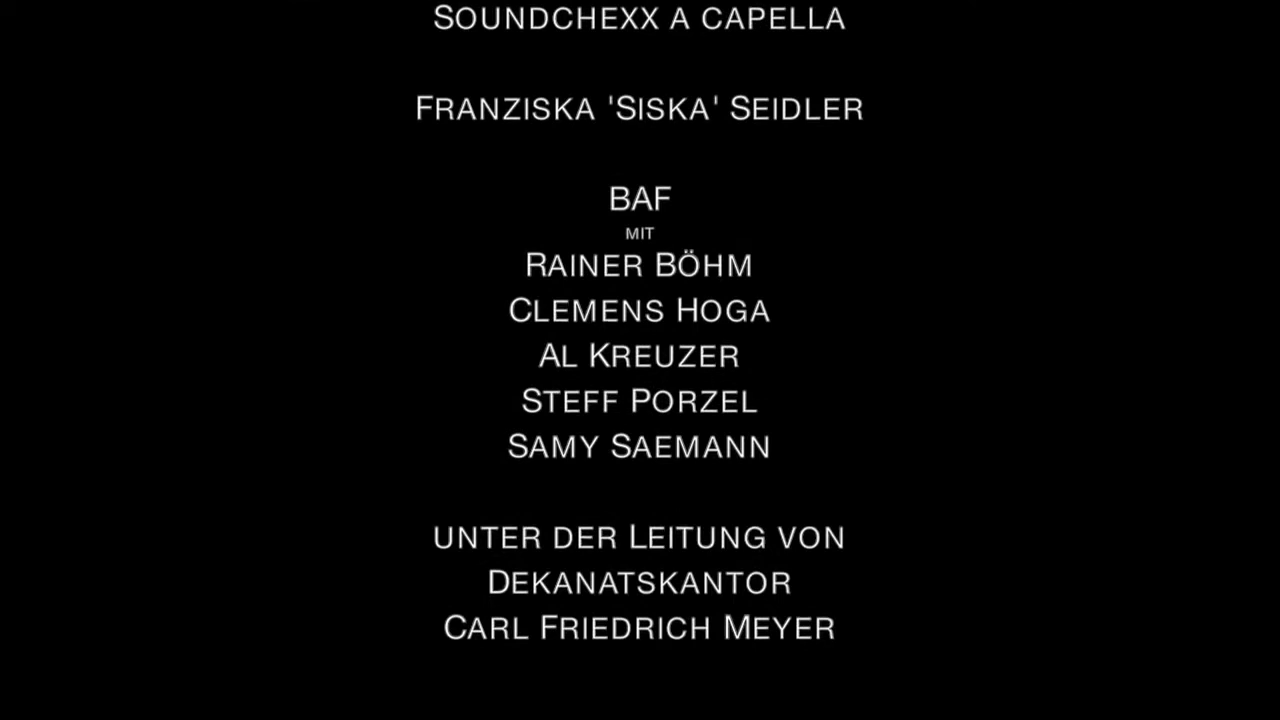 SOUNDCHEXX A CAPELLA
FRANZISKA 'SISKA' SEIDLER
BAF
MIT
RAINER BÖHM
CLEMENS HOGA
AL KREUZER
STEFF PORZEL
SAMY SAEMANN
UNTER DER LEITUNG VON
DEKANATSKANTOR
CARL FRIEDRICH MEYER